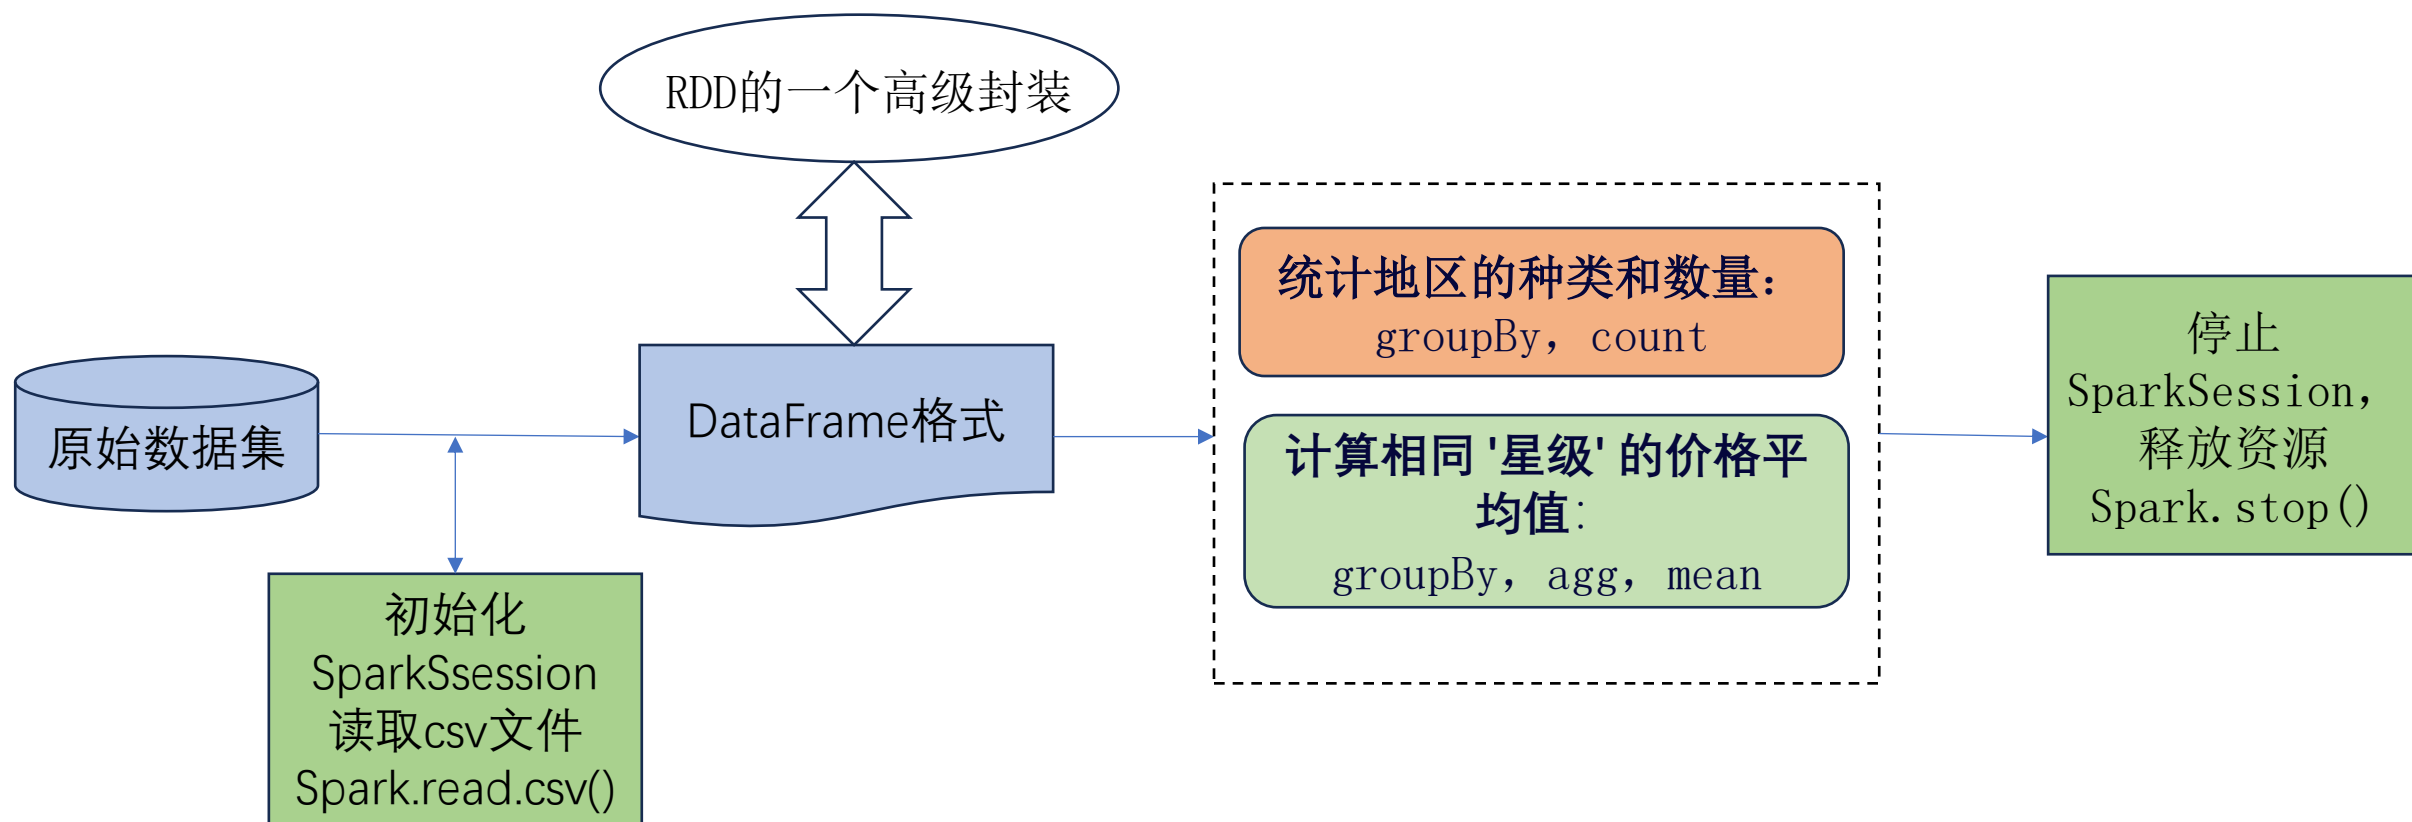 RDD的一个高级封装
原始数据集
DataFrame格式
初始化
SparkSsession
读取csv文件
Spark.read.csv()
统计地区的种类和数量：
groupBy，count
计算相同 '星级' 的价格平
均值：
groupBy，agg，mean
停止
SparkSession，
释放资源
Spark.stop()